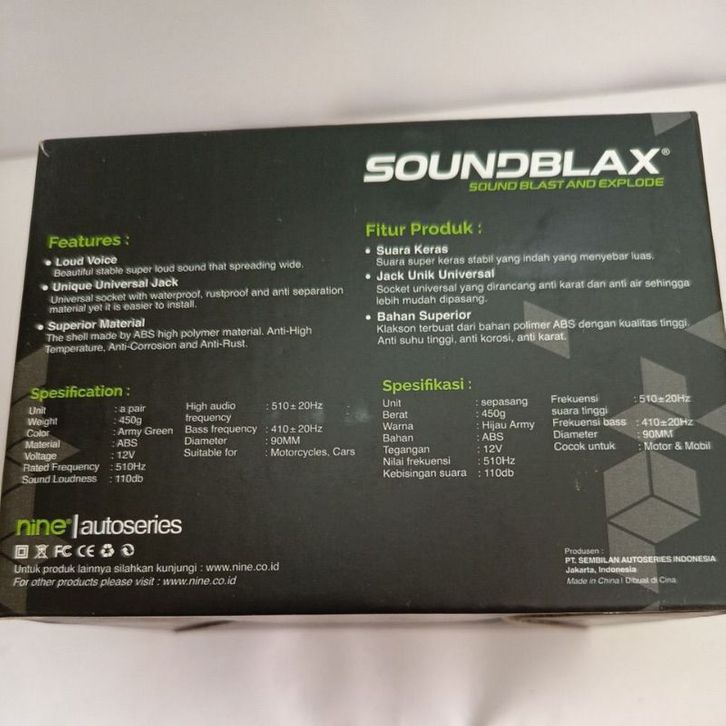 SOUNDBLAX®
SOUND BLAST AND EXPLODE
Features :
• Loud Voice
Beautiful stable super loud sound that spreading wide.
• Unique Universal Jack
Universal socket with waterproof, rustproof and anti separation
material yet it is easier to install.
• Superior Material
The shell made by ABS high polymer material. Anti-High
Temperature, Anti-Corrosion and Anti-Rust.
Fitur Produk :
• Suara Keras
Suara super keras stabil yang indah yang menyebar luas.
• Jack Unik Universal
Socket universal yang dirancang anti karat dan anti air sehingga
lebih mudah dipasang.
• Bahan Superior
Klakson terbuat dari bahan polimer ABS dengan kualitas tinggi.
Anti suhu tinggi, anti korosi, anti karat.
Spesification :
Unit : a pair
Weight : 450g
Color : Army Green
Material : ABS
Voltage : 12V
Rated Frequency : 510Hz
Sound Loudness : 110db
High audio : 510±20Hz
frequency
Bass frequency : 410±20Hz
Diameter : 90MM
Suitable for : Motorcycles, Cars
Spesifikasi :
Unit : sepasang
Berat : 450g
Warna : Hijau Army
Bahan : ABS
Tegangan : 12V
Nilai frekuensi : 510Hz
Kebisingan suara : 110db
Frekuensi : 510±20Hz
suara tinggi
Frekuensi bass : 410±20Hz
Diameter : 90MM
Cocok untuk : Motor & Mobil
nine® | autoseries
FC CE
Untuk produk lainnya silahkan kunjungi : www.nine.co.id
For other products please visit : www.nine.co.id
Produsen :
PT. SEMBILAN AUTOSERIES INDONESIA
Jakarta, Indonesia
Made in China | Dibuat di Cina